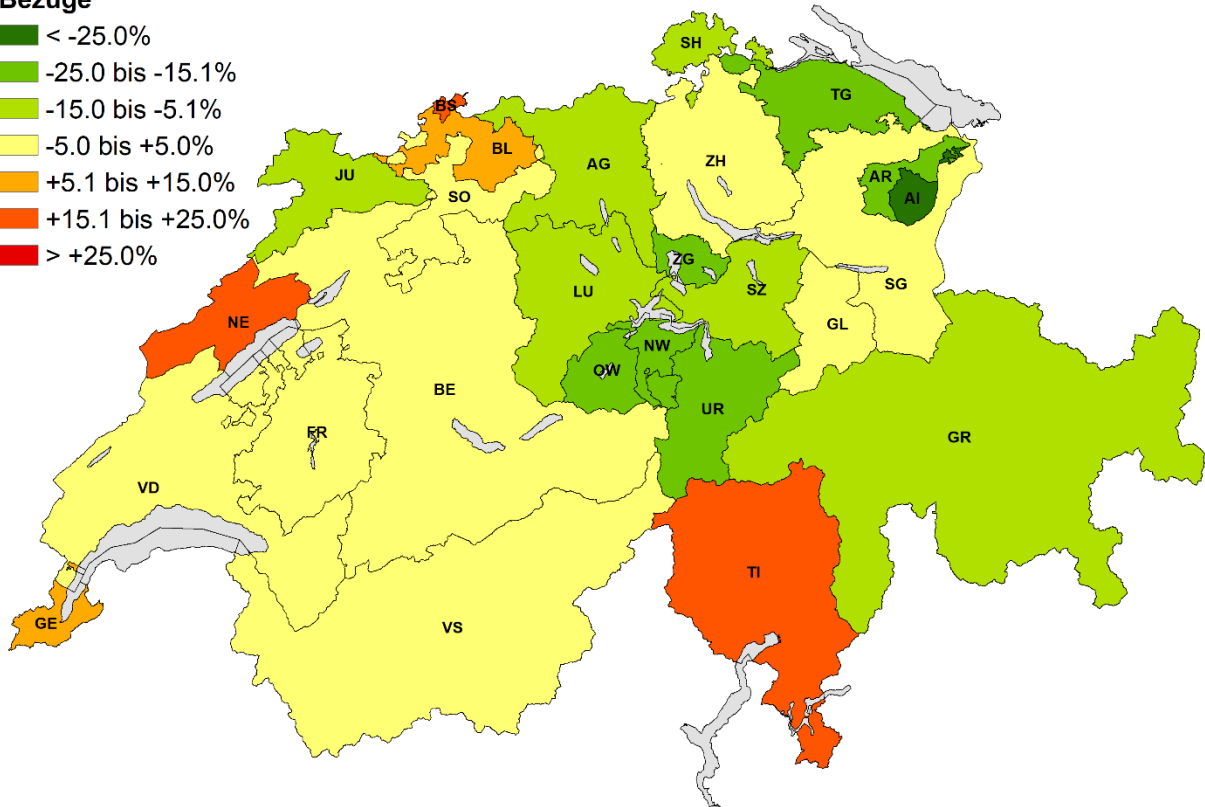 Bezüge
< -25.0%
-25.0 bis -15.1%
-15.0 bis -5.1%
-5.0 bis +5.0%
+5.1 bis +15.0%
+15.1 bis +25.0%
> +25.0%
SH
TG
BS
BL
AG
ZH
JU
SO
AR
AI
ZG
LU
SZ
SG
NE
GL
NW
OW
BE
UR
FR
GR
VD
TI
GE
VS